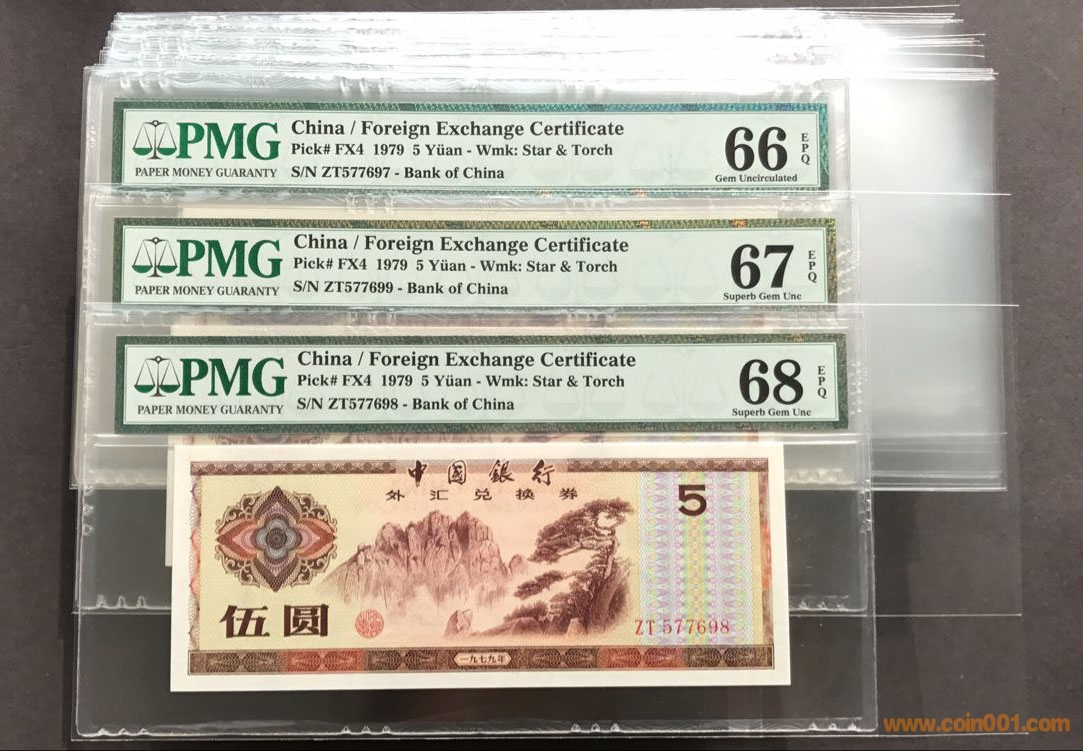 PMG
PAPER MONEY GUARANTY
China / Foreign Exchange Certificate
Pick# FX4 1979 5 Yüan - Wmk: Star & Torch
S/N ZT577697 - Bank of China
66
EPQ
Gem Uncirculated
PMG
PAPER MONEY GUARANTY
China / Foreign Exchange Certificate
Pick# FX4 1979 5 Yüan - Wmk: Star & Torch
S/N ZT577699 - Bank of China
67
EPQ
Superb Gem Unc
PMG
PAPER MONEY GUARANTY
China / Foreign Exchange Certificate
Pick# FX4 1979 5 Yüan - Wmk: Star & Torch
S/N ZT577698 - Bank of China
68
EPQ
Superb Gem Unc
中國銀行
外汇兑换券
5
伍圆
ZT 577698
一九七九年
www.coin001.com